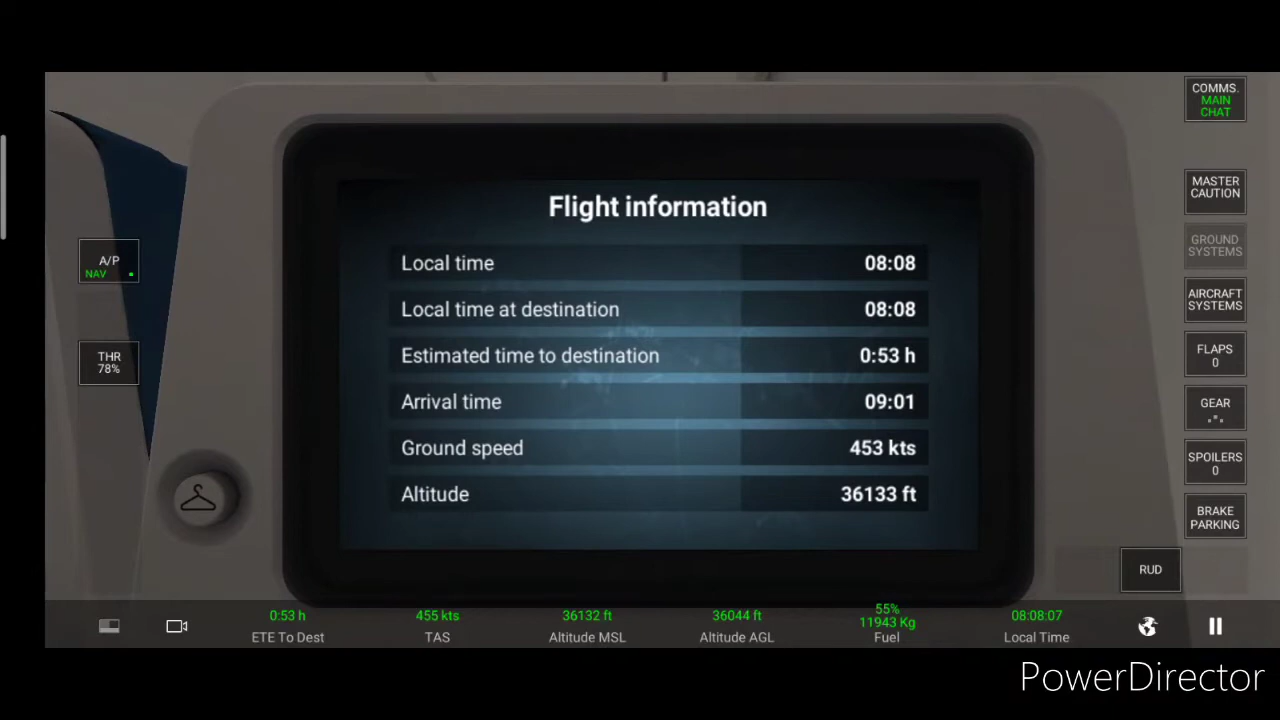 COMMS.
MAIN
CHAT
Flight information
MASTER
CAUTION
A/P
NAV
Local time 08:08
GROUND
SYSTEMS
Local time at destination 08:08
AIRCRAFT
SYSTEMS
THR
78%
Estimated time to destination 0:53 h
FLAPS
0
Arrival time 09:01
GEAR
Ground speed 453 kts
SPOILERS
0
Altitude 36133 ft
BRAKE
PARKING
RUD
0:53 h
ETE To Dest
455 kts
TAS
36132 ft
Altitude MSL
36044 ft
Altitude AGL
55%
11943 Kg
Fuel
08:08:07
Local Time
PowerDirector